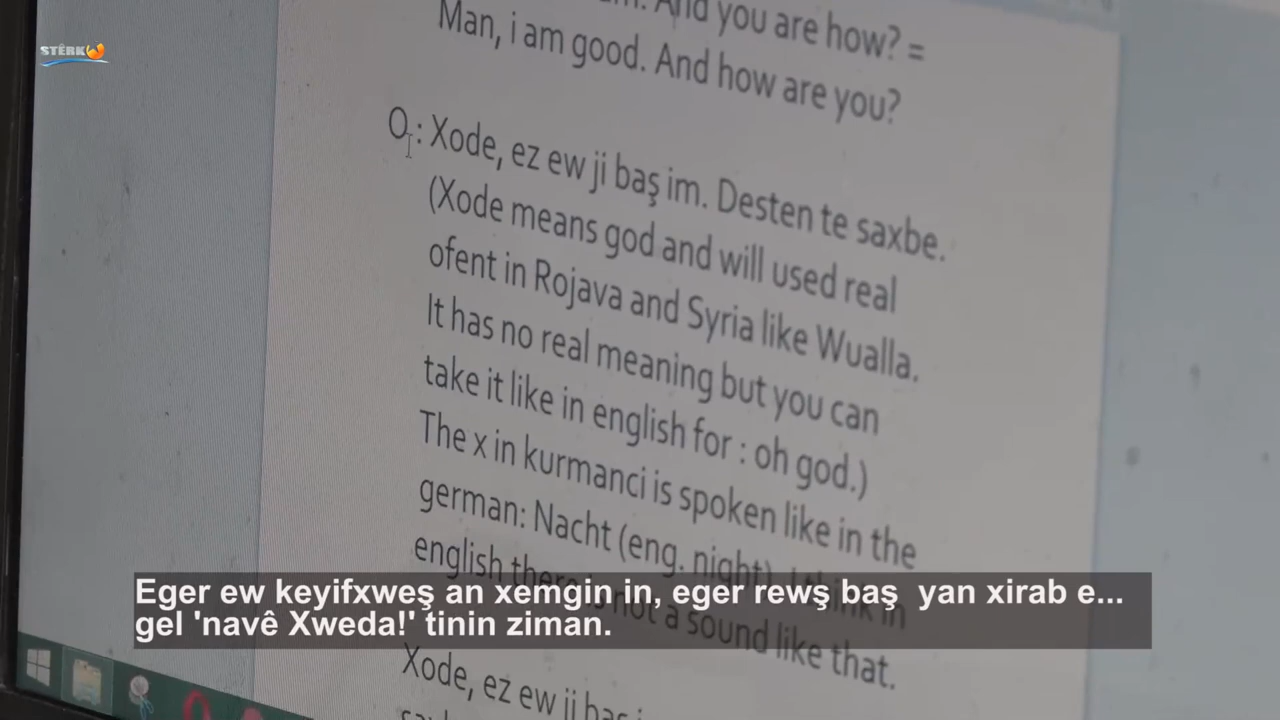 STÊRK
And you are how? =
Man, i am good. And how are you?
O : Xode, ez ew ji baş im. Desten te saxbe.
(Xode means god and will used real
ofent in Rojava and Syria like Wualla.
It has no real meaning but you can
take it like in english for : oh god.)
The x in kurmanci is spoken like in the
german: Nacht (eng. night) I think in
english there is not a sound like that.
Eger ew keyifxweş an xemgin in, eger rewş baş yan xirab e...
gel 'navê Xweda!' tinin ziman.
Xode, ez ew ji baş i